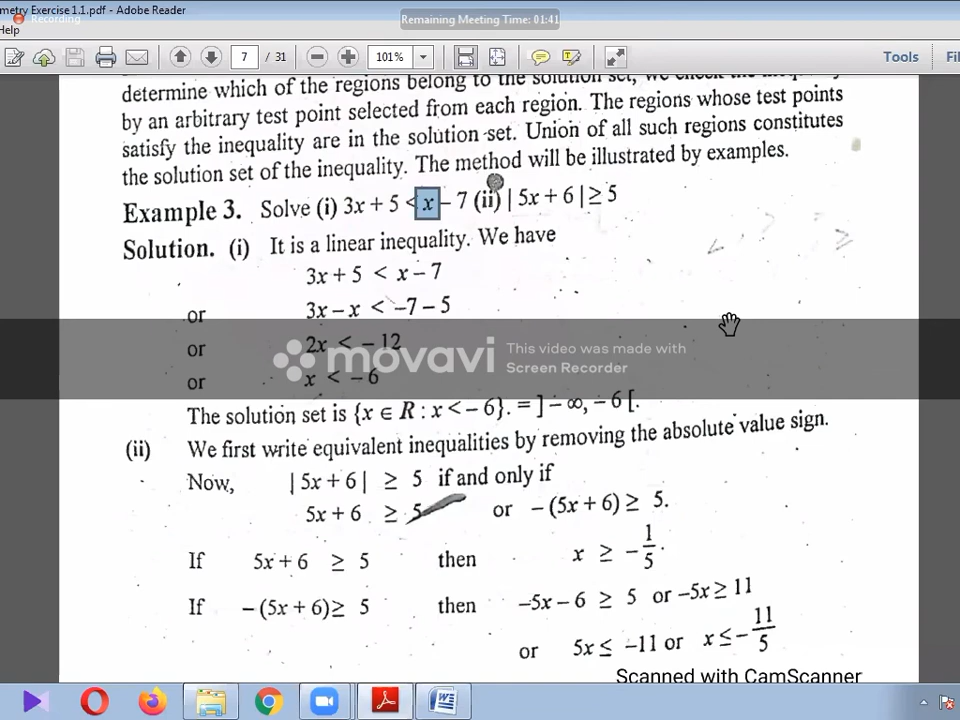 metry Exercise 1.1.pdf - Adobe Reader
Recording
Remaining Meeting Time: 01:41
Help
7 / 31 101% Tools Fi
determine which of the regions belong to the solution set, we check the
by an arbitrary test point selected from each region. The regions whose test points
satisfy the inequality are in the solution set. Union of all such regions constitutes
the solution set of the inequality. The method will be illustrated by examples.
Example 3. Solve (i) 3x + 5 < x – 7 (ii) | 5x + 6 | ≥ 5
Solution. (i) It is a linear inequality. We have
3x + 5 < x – 7
or 3x – x < –7 – 5
or 2x < – 12
or x < – 6
movavi
This video was made with
Screen Recorder
The solution set is {x ∈ R : x < – 6}. = ] – ∞, – 6 [.
(ii) We first write equivalent inequalities by removing the absolute value sign.
Now, | 5x + 6 | ≥ 5 if and only if
5x + 6 ≥ 5 or – (5x + 6) ≥ 5.
If 5x + 6 ≥ 5 then x ≥ – 1/5.
If – (5x + 6) ≥ 5 then –5x – 6 ≥ 5 or –5x ≥ 11
or 5x ≤ –11 or x ≤ – 11/5
Scanned with CamScanner